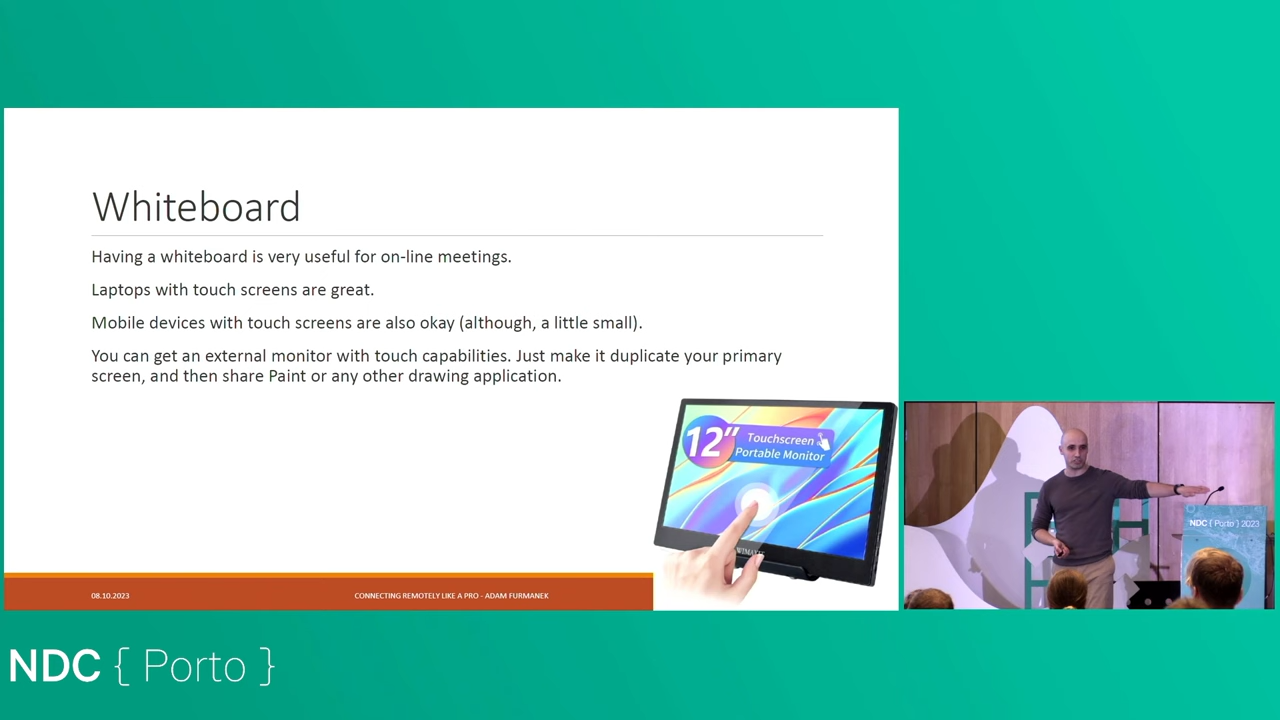 Whiteboard
Having a whiteboard is very useful for on-line meetings.
Laptops with touch screens are great.
Mobile devices with touch screens are also okay (although, a little small).
You can get an external monitor with touch capabilities. Just make it duplicate your primary
screen, and then share Paint or any other drawing application.
12"
Touchscreen
Portable Monitor
08.10.2023
CONNECTING REMOTELY LIKE A PRO - ADAM FURMANEK
NDC { Porto } 2023
NDC { Porto }